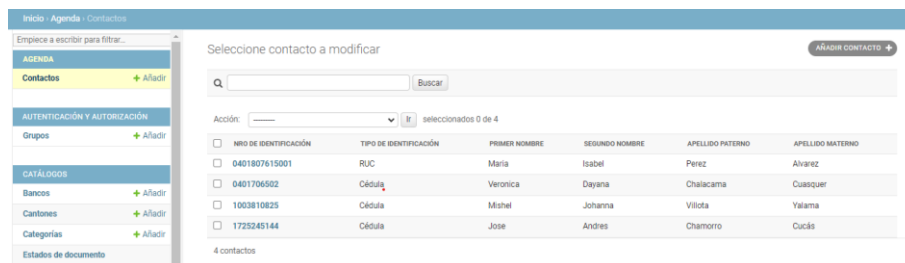 Inicio › Agenda › Contactos
Empiece a escribir para filtrar...
AGENDA
Contactos + Añadir
AUTENTICACIÓN Y AUTORIZACIÓN
Grupos + Añadir
CATÁLOGOS
Bancos + Añadir
Cantones + Añadir
Categorías + Añadir
Estados de documento
Seleccione contacto a modificar
AÑADIR CONTACTO +
Buscar
Acción: --------- Ir seleccionados 0 de 4
NRO DE IDENTIFICACIÓN TIPO DE IDENTIFICACIÓN PRIMER NOMBRE SEGUNDO NOMBRE APELLIDO PATERNO APELLIDO MATERNO
0401807615001 RUC Maria Isabel Perez Alvarez
0401706502 Cédula Veronica Dayana Chalacama Cuasquer
1003810825 Cédula Mishel Johanna Villota Yalama
1725245144 Cédula Jose Andres Chamorro Cucás
4 contactos